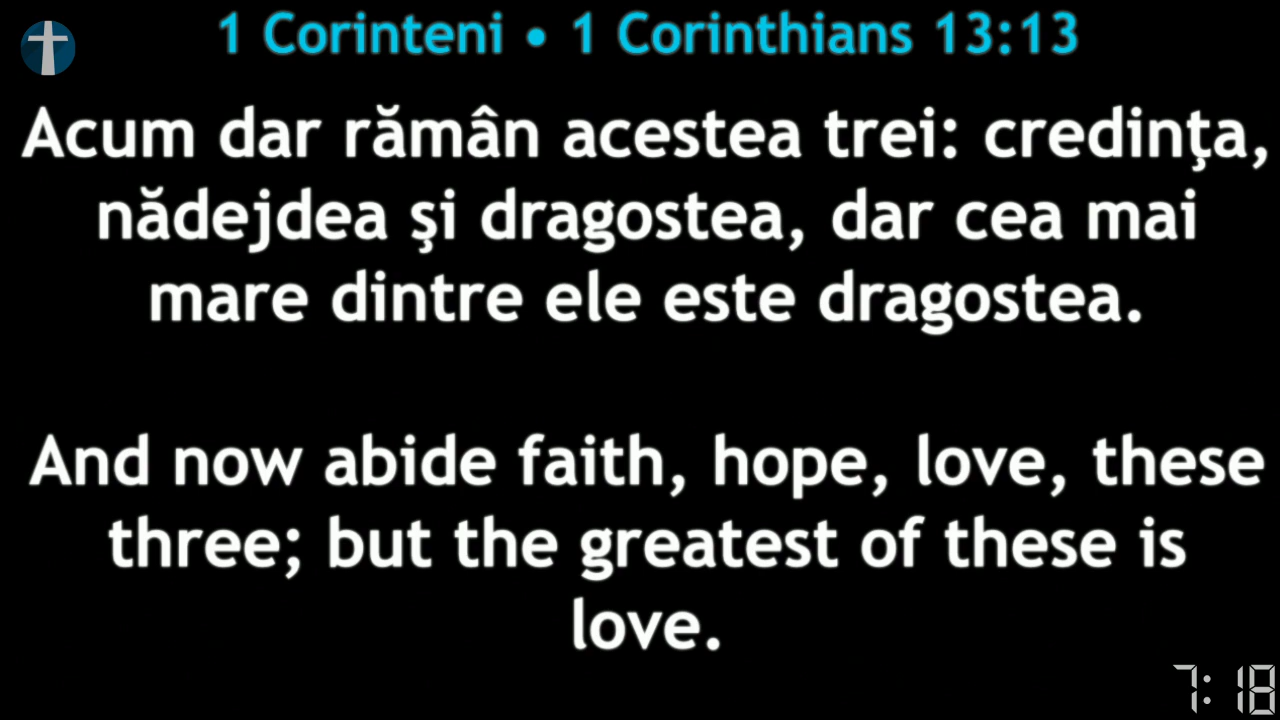 1 Corinteni • 1 Corinthians 13:13
Acum dar rămân acestea trei: credinţa,
nădejdea şi dragostea, dar cea mai
mare dintre ele este dragostea.
And now abide faith, hope, love, these
three; but the greatest of these is
love.
7:18